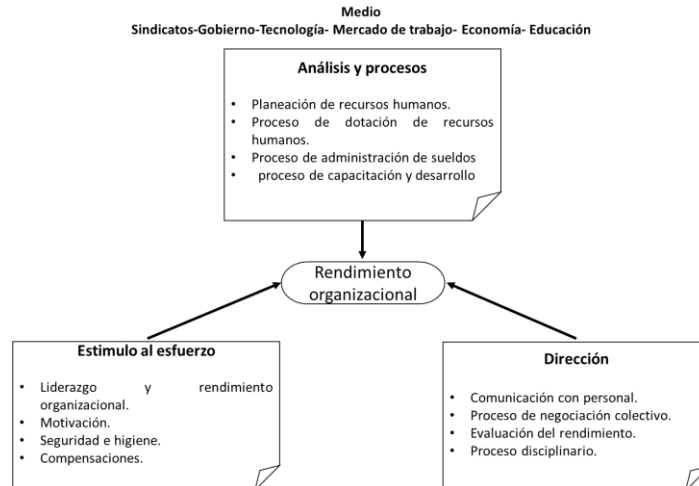 Medio
Sindicatos-Gobierno-Tecnología- Mercado de trabajo- Economía- Educación
Análisis y procesos
• Planeación de recursos humanos.
• Proceso de dotación de recursos
humanos.
• Proceso de administración de sueldos
• proceso de capacitación y desarrollo
Rendimiento
organizacional
Estimulo al esfuerzo
• Liderazgo y rendimiento
organizacional.
• Motivación.
• Seguridad e higiene.
• Compensaciones.
Dirección
• Comunicación con personal.
• Proceso de negociación colectivo.
• Evaluación del rendimiento.
• Proceso disciplinario.